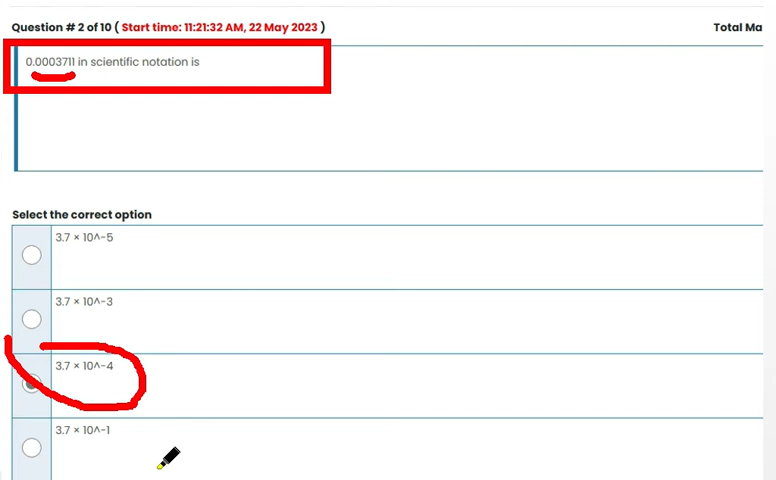 Question # 2 of 10 ( Start time: 11:21:32 AM, 22 May 2023 )
Total Ma
0.0003711 in scientific notation is
Select the correct option
3.7 × 10^-5
3.7 × 10^-3
3.7 × 10^-4
3.7 × 10^-1